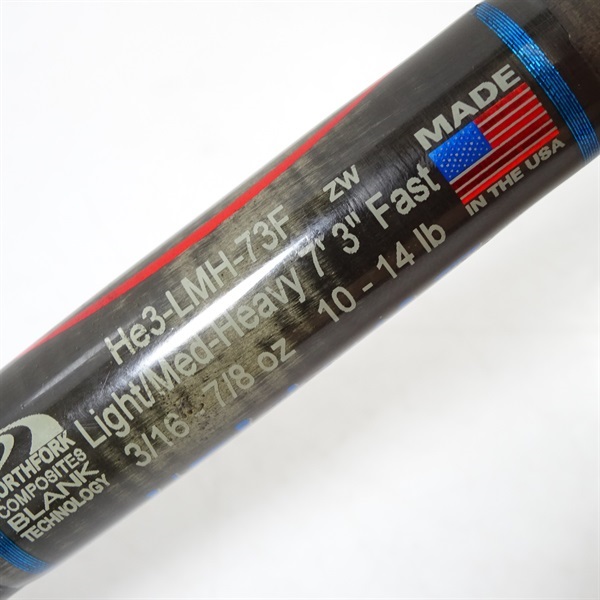 He3-LMH-73F
ZW
Light/Med-Heavy 7' 3" Fast
3/16 - 7/8 oz 10 - 14 lb
MADE
IN THE USA
ORTHFORK
COMPOSITES
BLANK
TECHNOLOGY